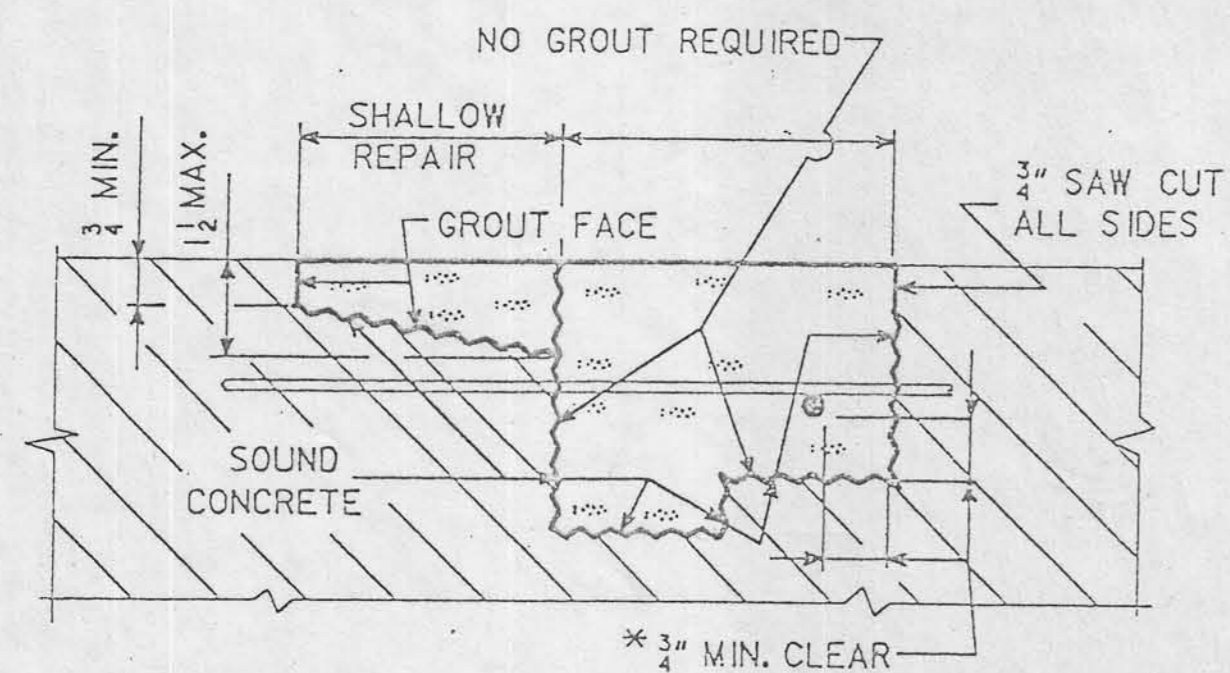 NO GROUT REQUIRED
SHALLOW
REPAIR
3/4 MIN.
1 1/2 MAX.
GROUT FACE
3/4" SAW CUT
ALL SIDES
SOUND
CONCRETE
* 3/4" MIN. CLEAR